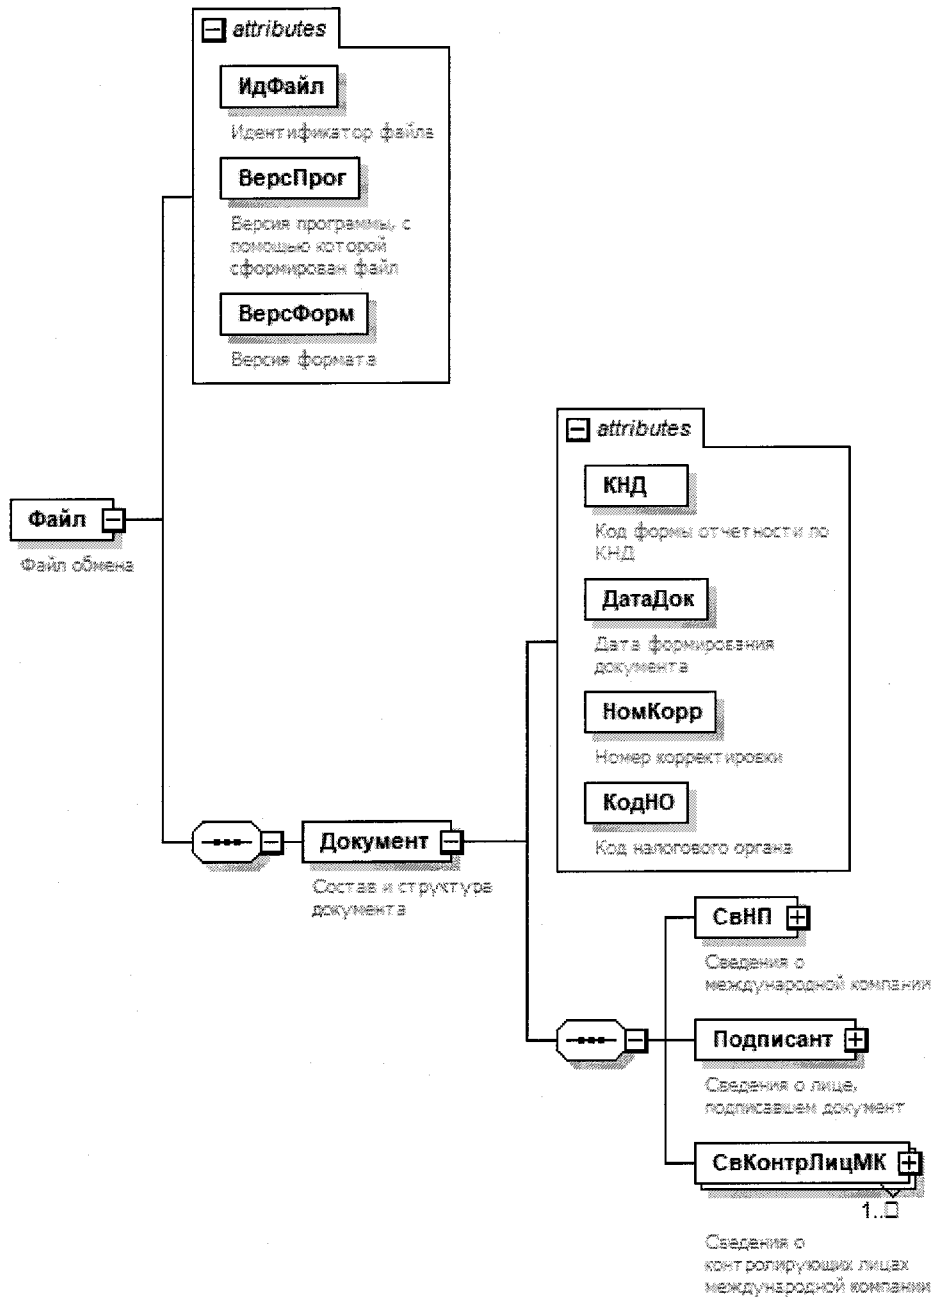 attributes
ИдФайл
Идентификатор файла
ВерсПрог
Версия программы, с
помощью которой
сформирован файл
ВерсФорм
Версия формата
attributes
КНД
Код формы отчетности по
КНД
ДатаДок
Дата формирования
документа
НомКорр
Номер корректировки
КодНО
Код налогового органа
Файл
Файл обмена
Документ
Состав и структура
документа
СвНП
Сведения о
международной компании
Подписант
Сведения о лице,
подписавшем документ
СвКонтрЛицМК
1..□
Сведения о
контролирующих лицах
международной компании